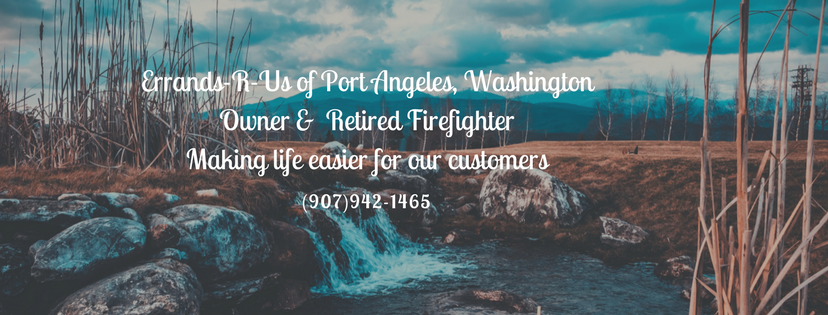 Errands-R-Us of Port Angeles, Washington
Owner & Retired Firefighter
Making life easier for our customers
(907)942-1465